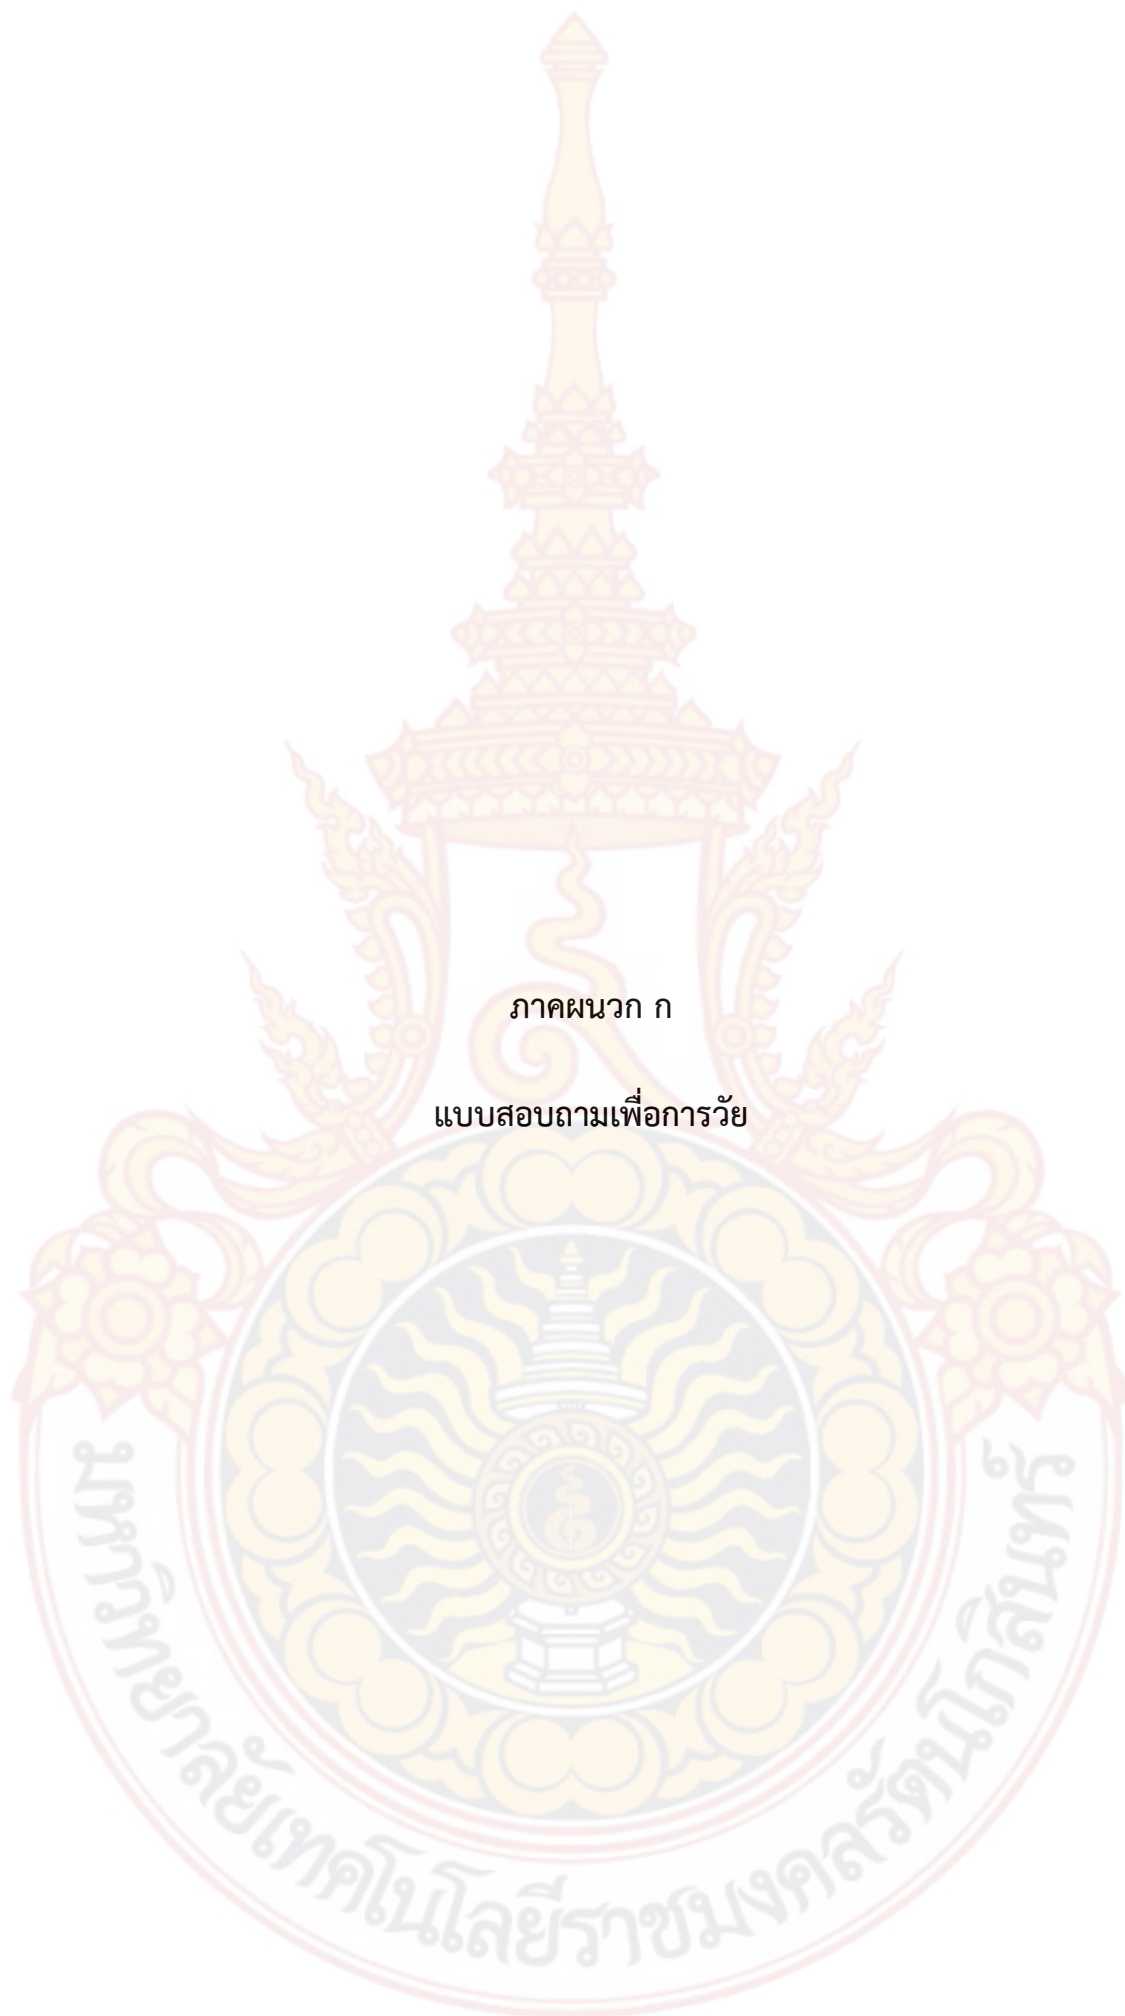 ภาคผนวก ก
แบบสอบถามเพื่อการวัย
มหาวิทยาลัยเทคโนโลยีราชมงคลรัตนโกสินทร์